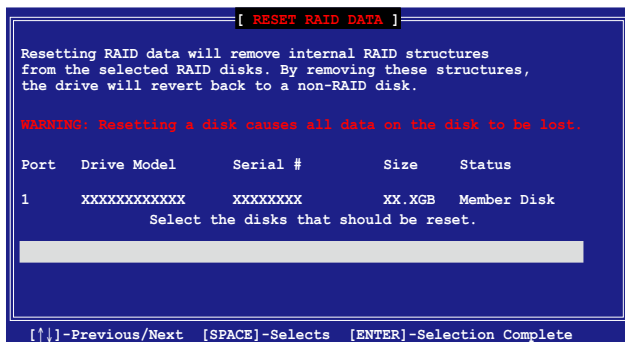 [ RESET RAID DATA ]
Resetting RAID data will remove internal RAID structures
from the selected RAID disks. By removing these structures,
the drive will revert back to a non-RAID disk.
WARNING: Resetting a disk causes all data on the disk to be lost.
Port Drive Model Serial # Size Status
1 XXXXXXXXXXXX XXXXXXXX XX.XGB Member Disk
Select the disks that should be reset.
[↑↓]-Previous/Next [SPACE]-Selects [ENTER]-Selection Complete